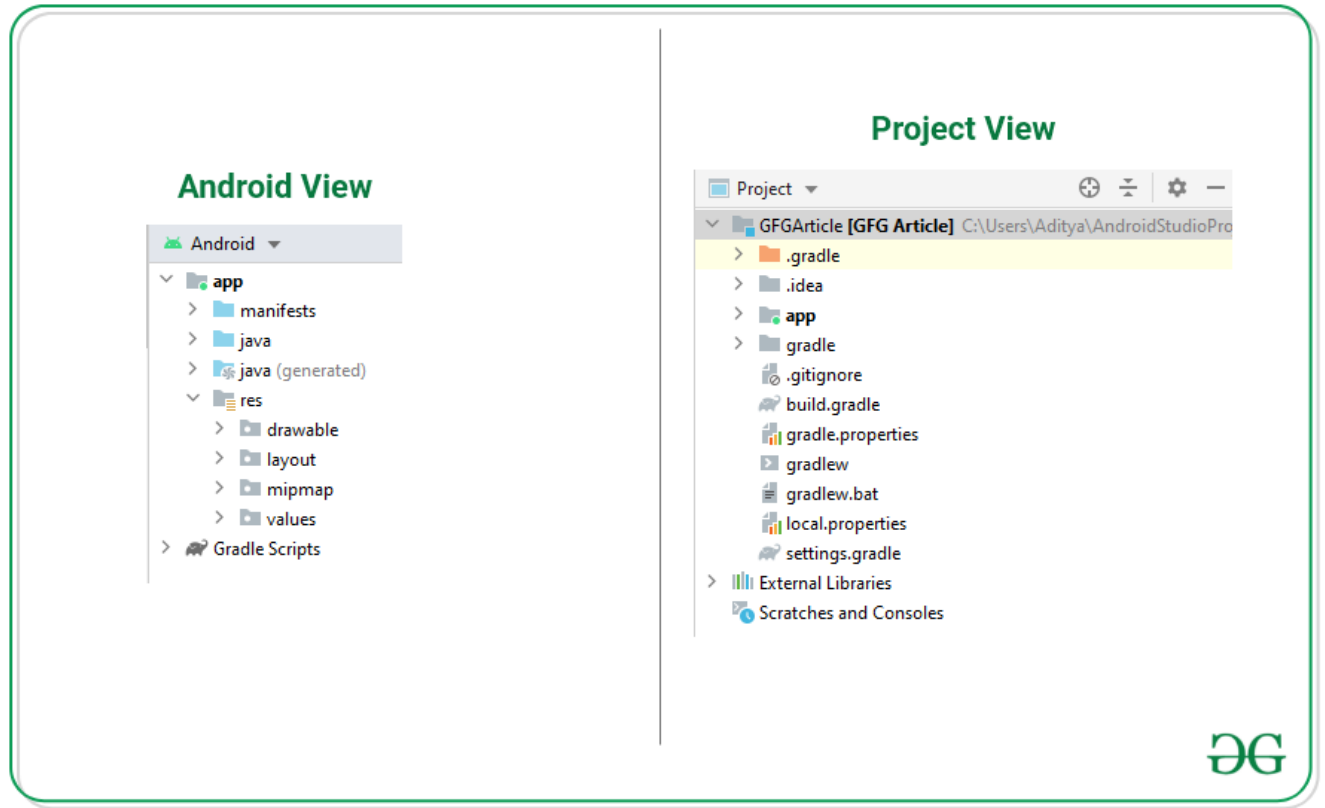 Android View
Android
app
manifests
java
java (generated)
res
drawable
layout
mipmap
values
Gradle Scripts
Project View
Project
GFGArticle [GFG Article] C:\Users\Aditya\AndroidStudioPro
.gradle
.idea
app
gradle
.gitignore
build.gradle
gradle.properties
gradlew
gradlew.bat
local.properties
settings.gradle
External Libraries
Scratches and Consoles